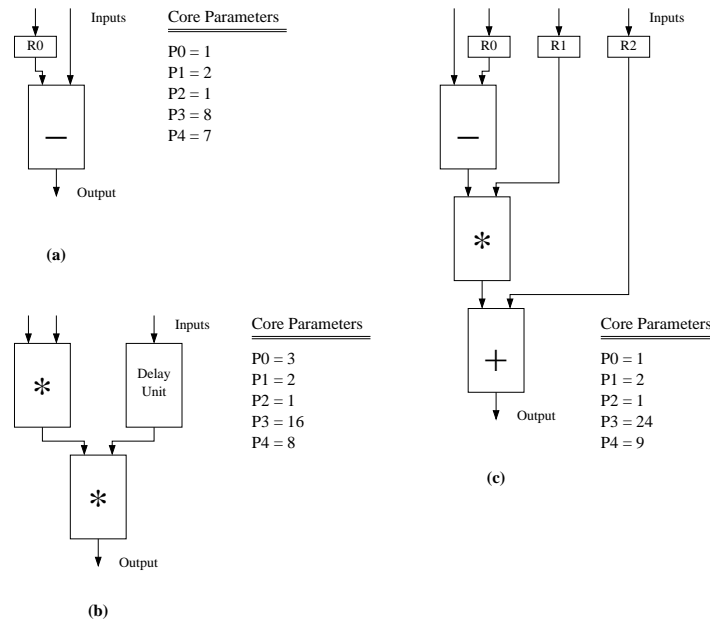 Inputs
R0
−
Output
Core Parameters
P0 = 1
P1 = 2
P2 = 1
P3 = 8
P4 = 7
(a)
Inputs
*
Delay
Unit
*
Output
Core Parameters
P0 = 3
P1 = 2
P2 = 1
P3 = 16
P4 = 8
(b)
Inputs
R0
R1
R2
−
*
+
Output
Core Parameters
P0 = 1
P1 = 2
P2 = 1
P3 = 24
P4 = 9
(c)